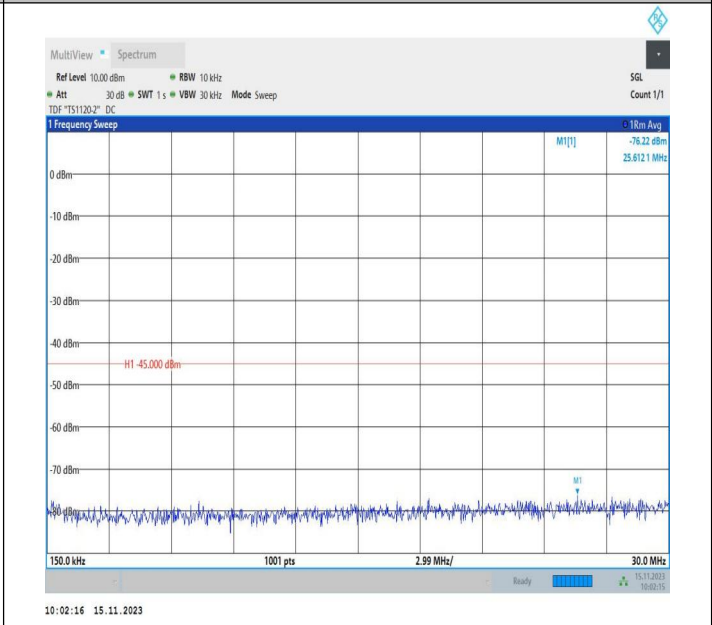 R S
MultiView Spectrum
Ref Level 10.00 dBm RBW 10 kHz SGL
Att 30 dB SWT 1 s VBW 30 kHz Mode Sweep Count 1/1
TDF "TS1120-2" DC
1 Frequency Sweep 1Rm Avg
M1[1] -76.22 dBm
25.612 1 MHz
0 dBm
-10 dBm
-20 dBm
-30 dBm
-40 dBm
H1 -45.000 dBm
-50 dBm
-60 dBm
-70 dBm
M1
-80 dBm
150.0 kHz 1001 pts 2.99 MHz/ 30.0 MHz
Ready 15.11.2023
10:02:15
10:02:16 15.11.2023